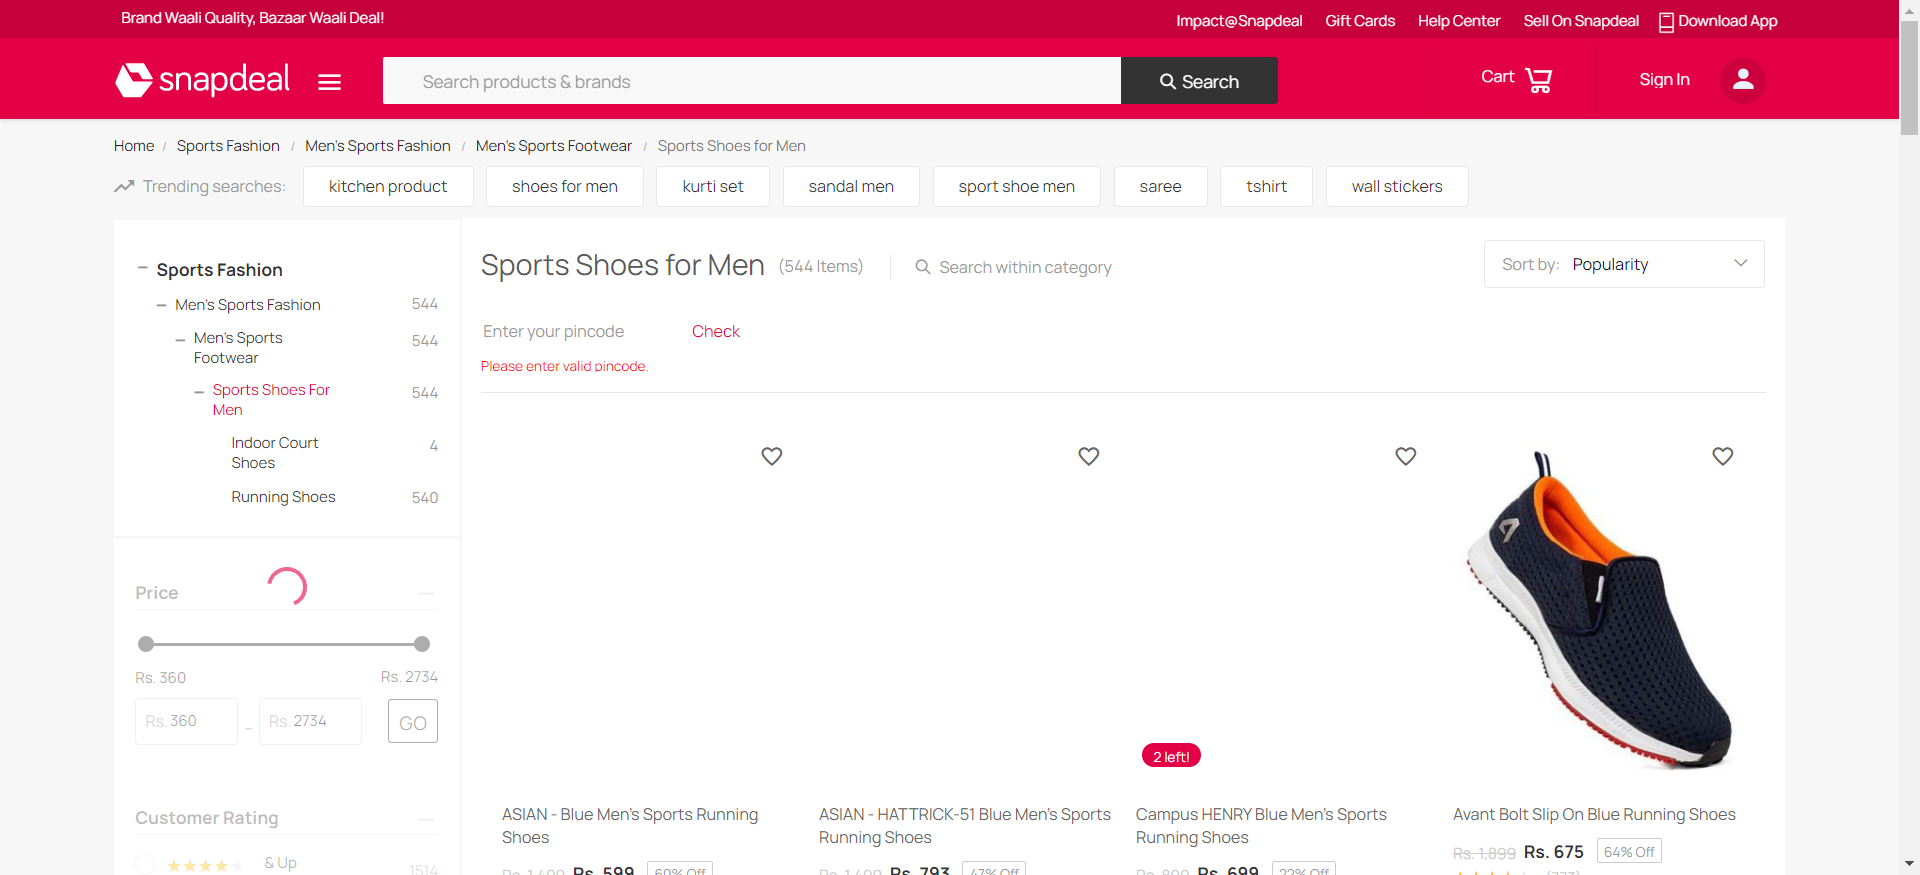 Brand Waali Quality, Bazaar Waali Deal!
Impact@Snapdeal Gift Cards Help Center Sell On Snapdeal Download App
snapdeal
Search products & brands
Search
Cart
Sign In
Home / Sports Fashion / Men's Sports Fashion / Men's Sports Footwear / Sports Shoes for Men
Trending searches: kitchen product shoes for men kurti set sandal men sport shoe men saree tshirt wall stickers
Sports Fashion
Men's Sports Fashion 544
Men's Sports Footwear 544
Sports Shoes For Men 544
Indoor Court Shoes 4
Running Shoes 540
Price
Rs. 360 Rs. 2734
Rs. 360 - Rs. 2734 GO
Customer Rating
& Up 1514
Sports Shoes for Men (544 Items) Search within category
Sort by: Popularity
Enter your pincode Check
Please enter valid pincode.
2 left!
ASIAN - Blue Men's Sports Running
Shoes
Rs. 1,499 Rs. 599 60% Off
ASIAN - HATTRICK-51 Blue Men's Sports
Running Shoes
Rs. 1,499 Rs. 793 47% Off
Campus HENRY Blue Men's Sports
Running Shoes
Rs. 899 Rs. 699 22% Off
Avant Bolt Slip On Blue Running Shoes
Rs. 1,899 Rs. 675 64% Off